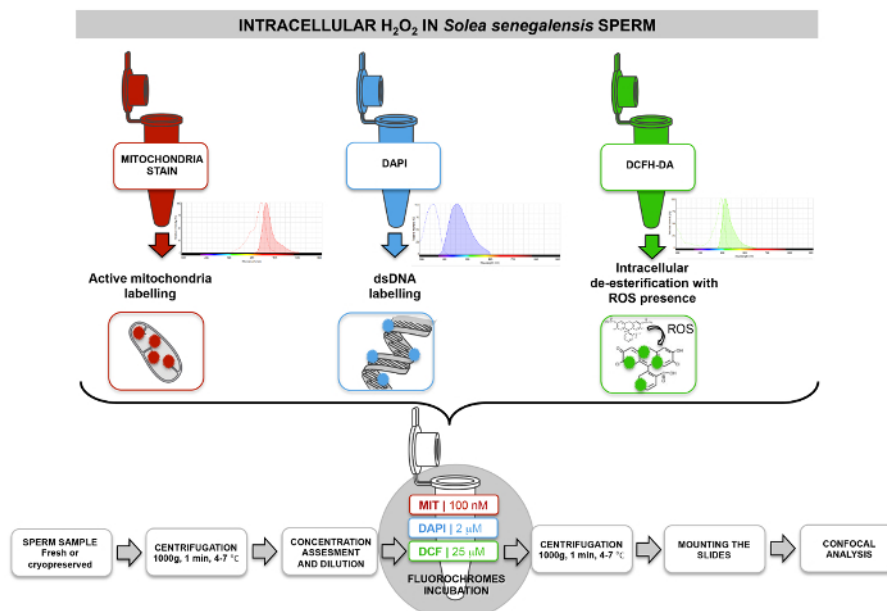 INTRACELLULAR H₂O₂ IN Solea senegalensis SPERM
MITOCHONDRIA
STAIN
DAPI
DCFH-DA
Active mitochondria
labelling
dsDNA
labelling
Intracellular
de-esterification with
ROS presence
ROS
MIT | 100 nM
DAPI | 2 µM
DCF | 25 µM
FLUOROCHROMES
INCUBATION
SPERM SAMPLE
Fresh or
cryopreserved
CENTRIFUGATION
1000g, 1 min, 4-7 ℃
CONCENTRATION
ASSESMENT
AND DILUTION
CENTRIFUGATION
1000g, 1 min, 4-7 ℃
MOUNTING THE
SLIDES
CONFOCAL
ANALYSIS